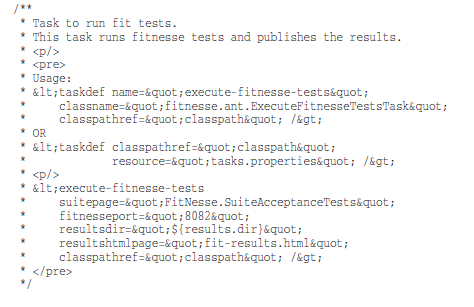 /**
 * Task to run fit tests.
 * This task runs fitnesse tests and publishes the results.
 * <p/>
 * <pre>
 * Usage:
 * &lt;taskdef name=&quot;execute-fitnesse-tests&quot;
 *     classname=&quot;fitnesse.ant.ExecuteFitnesseTestsTask&quot;
 *     classpathref=&quot;classpath&quot; /&gt;
 * OR
 * &lt;taskdef classpathref=&quot;classpath&quot;
 *             resource=&quot;tasks.properties&quot; /&gt;
 * <p/>
 * &lt;execute-fitnesse-tests
 *     suitepage=&quot;FitNesse.SuiteAcceptanceTests&quot;
 *     fitnesseport=&quot;8082&quot;
 *     resultsdir=&quot;${results.dir}&quot;
 *     resultshtmlpage=&quot;fit-results.html&quot;
 *     classpathref=&quot;classpath&quot; /&gt;
 * </pre>
 */